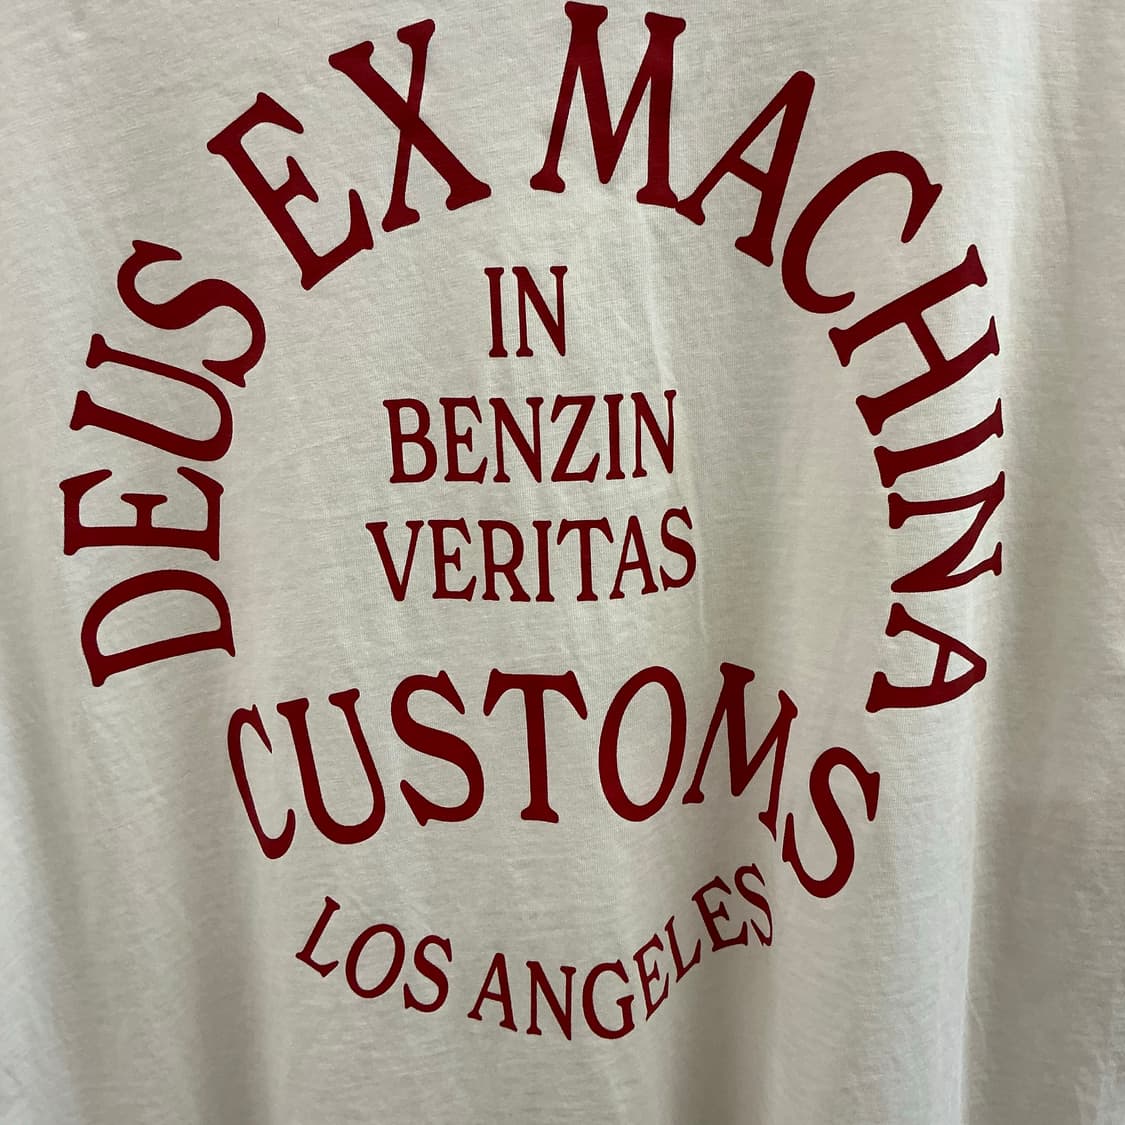 DEUS EX MACHINA
IN
BENZIN
VERITAS
CUSTOMS
LOS ANGELES